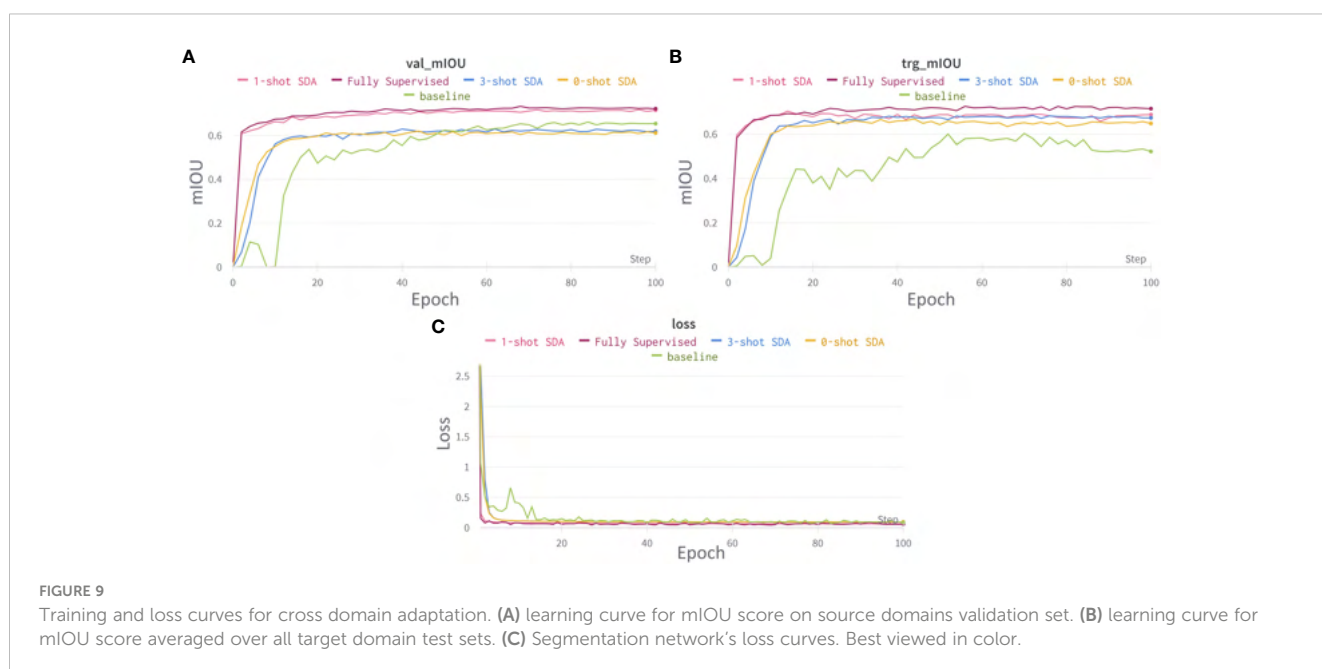 A
val_mIOU
1-shot SDA Fully Supervised 3-shot SDA 0-shot SDA
baseline
mIOU
0.6
0.4
0.2
0
0 20 40 60 80 100
Step
Epoch
B
trg_mIOU
1-shot SDA Fully Supervised 3-shot SDA 0-shot SDA
baseline
mIOU
0.6
0.4
0.2
0
0 20 40 60 80 100
Step
Epoch
C
loss
1-shot SDA Fully Supervised 3-shot SDA 0-shot SDA
baseline
Loss
2.5
2
1.5
1
0.5
0
20 40 60 80 100
Step
Epoch
FIGURE 9
Training and loss curves for cross domain adaptation. (A) learning curve for mIOU score on source domains validation set. (B) learning curve for
mIOU score averaged over all target domain test sets. (C) Segmentation network's loss curves. Best viewed in color.